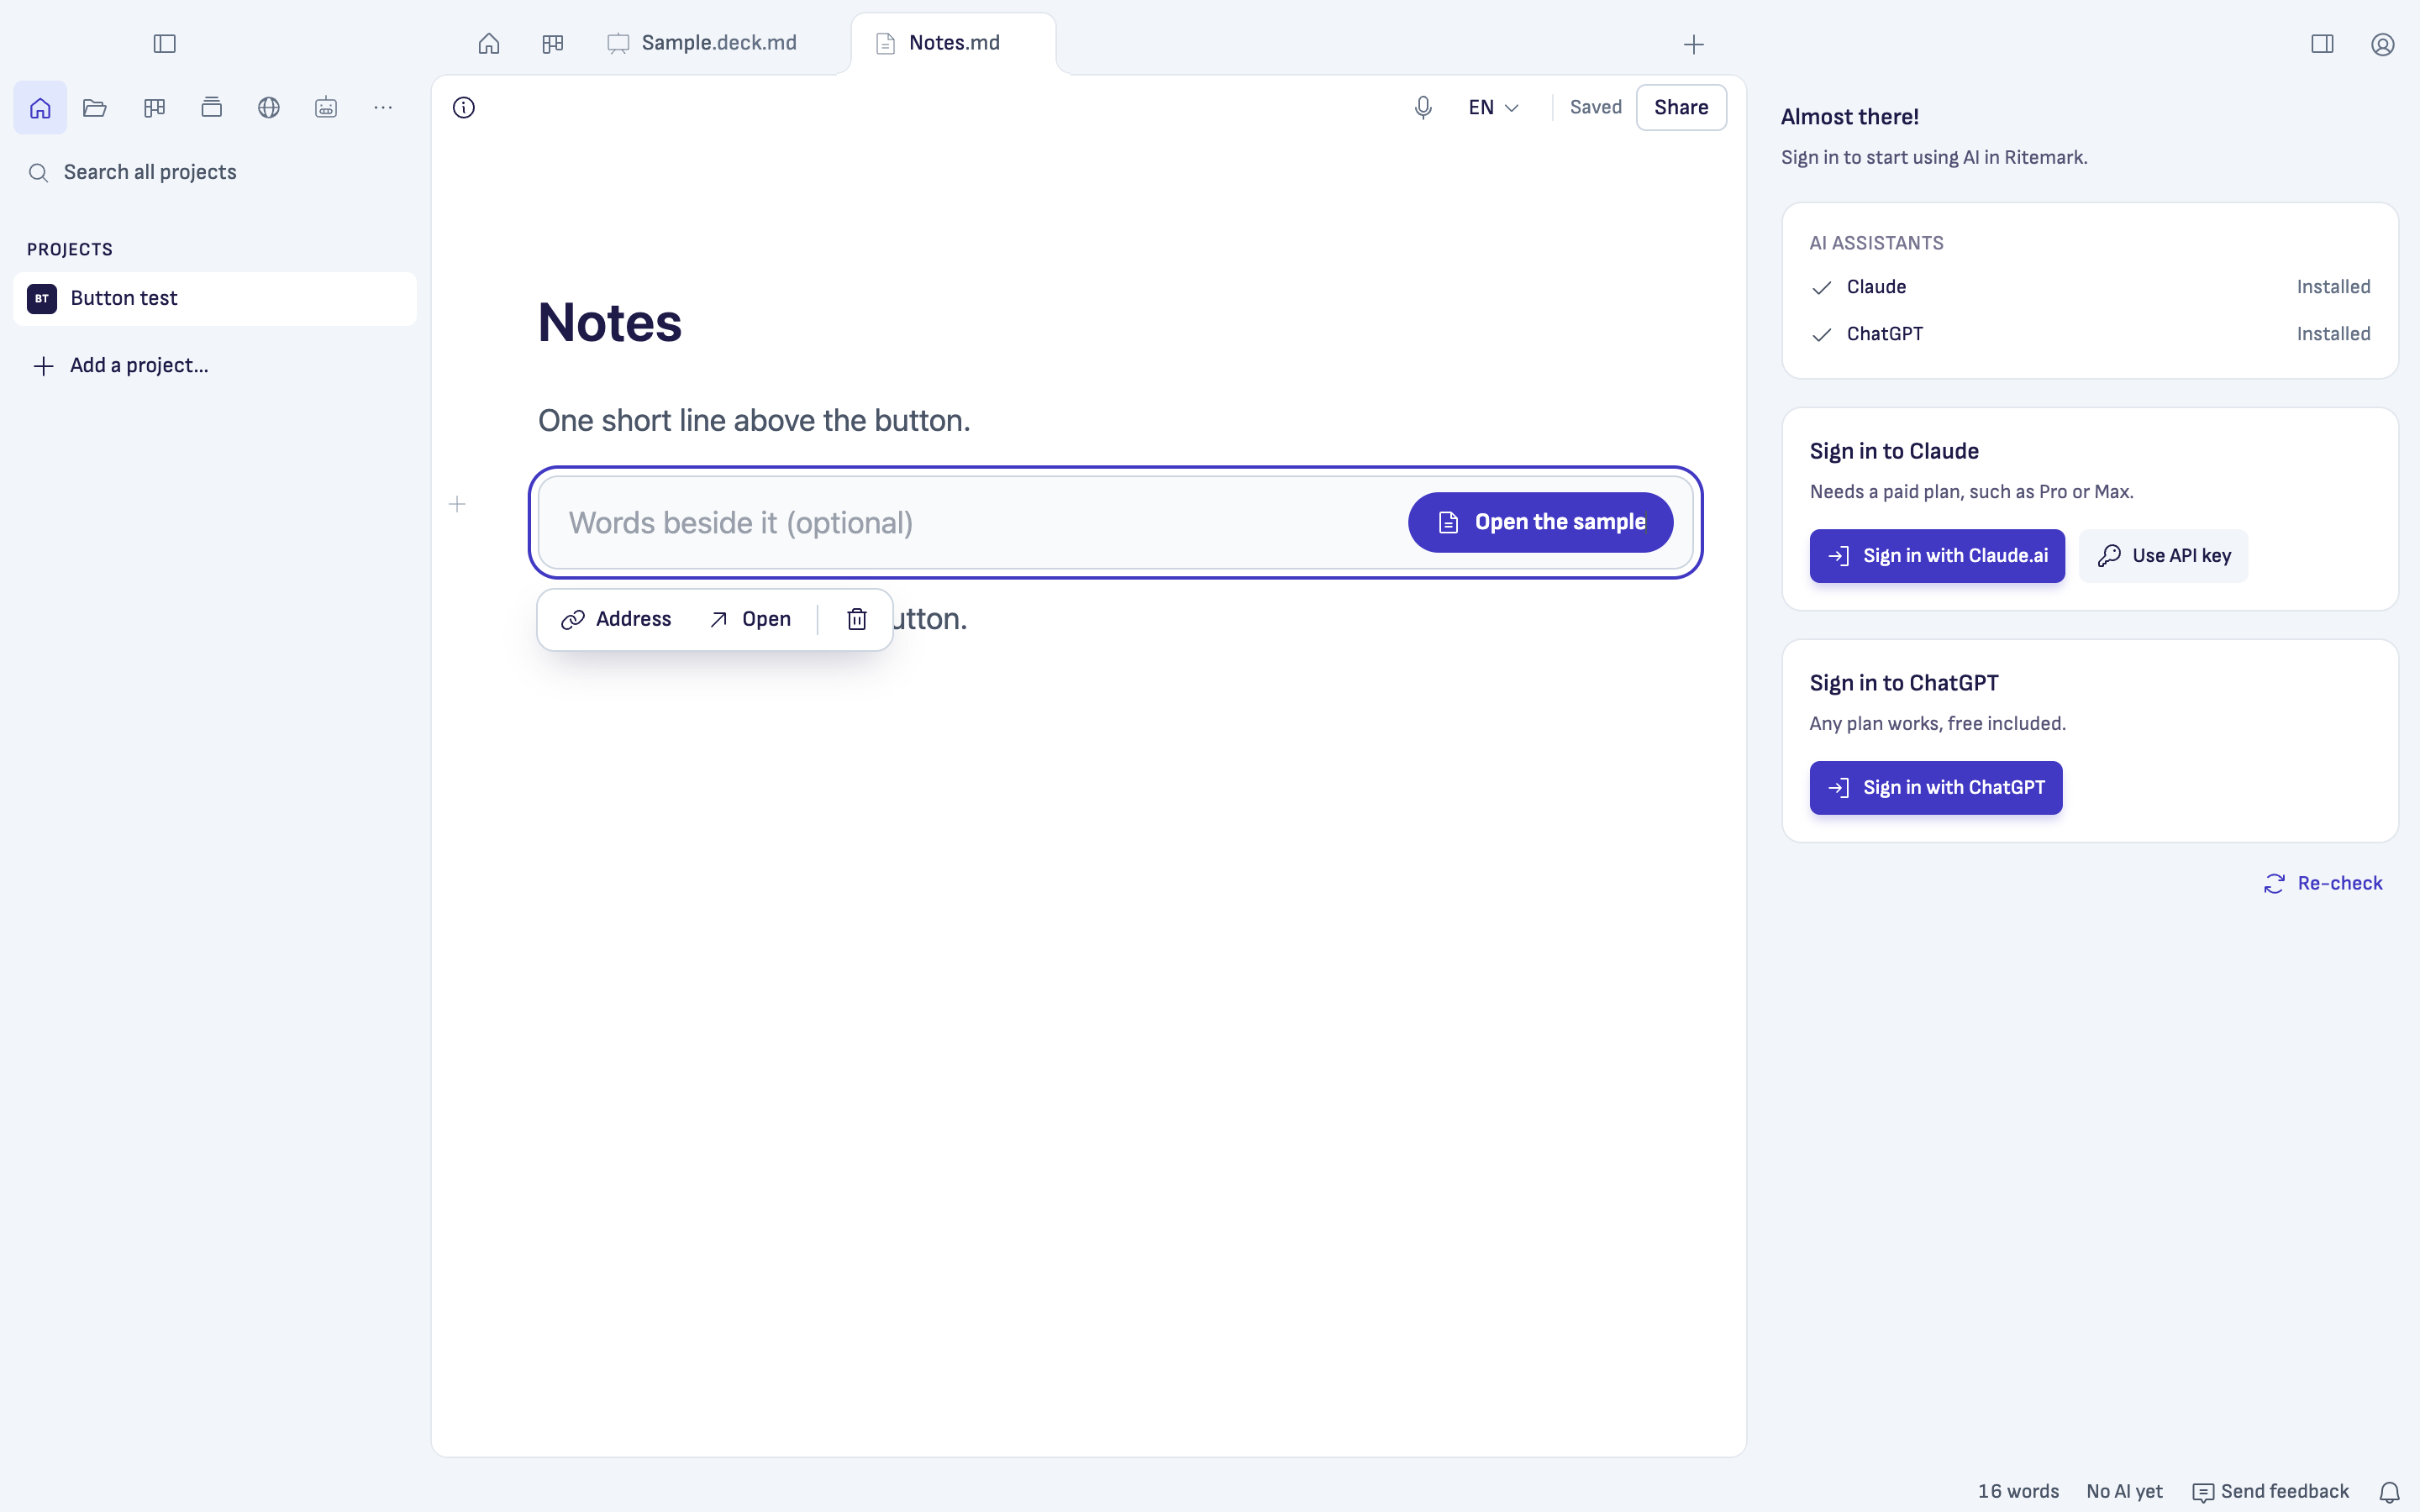 Sample.deck.md
Notes.md
Search all projects
PROJECTS
BT
Button test
Add a project...
EN
Saved
Share
Notes
One short line above the button.
Words beside it (optional)
Open the sample
Address
Open
utton.
Almost there!
Sign in to start using AI in Ritemark.
AI ASSISTANTS
Claude
Installed
ChatGPT
Installed
Sign in to Claude
Needs a paid plan, such as Pro or Max.
Sign in with Claude.ai
Use API key
Sign in to ChatGPT
Any plan works, free included.
Sign in with ChatGPT
Re-check
16 words
No AI yet
Send feedback